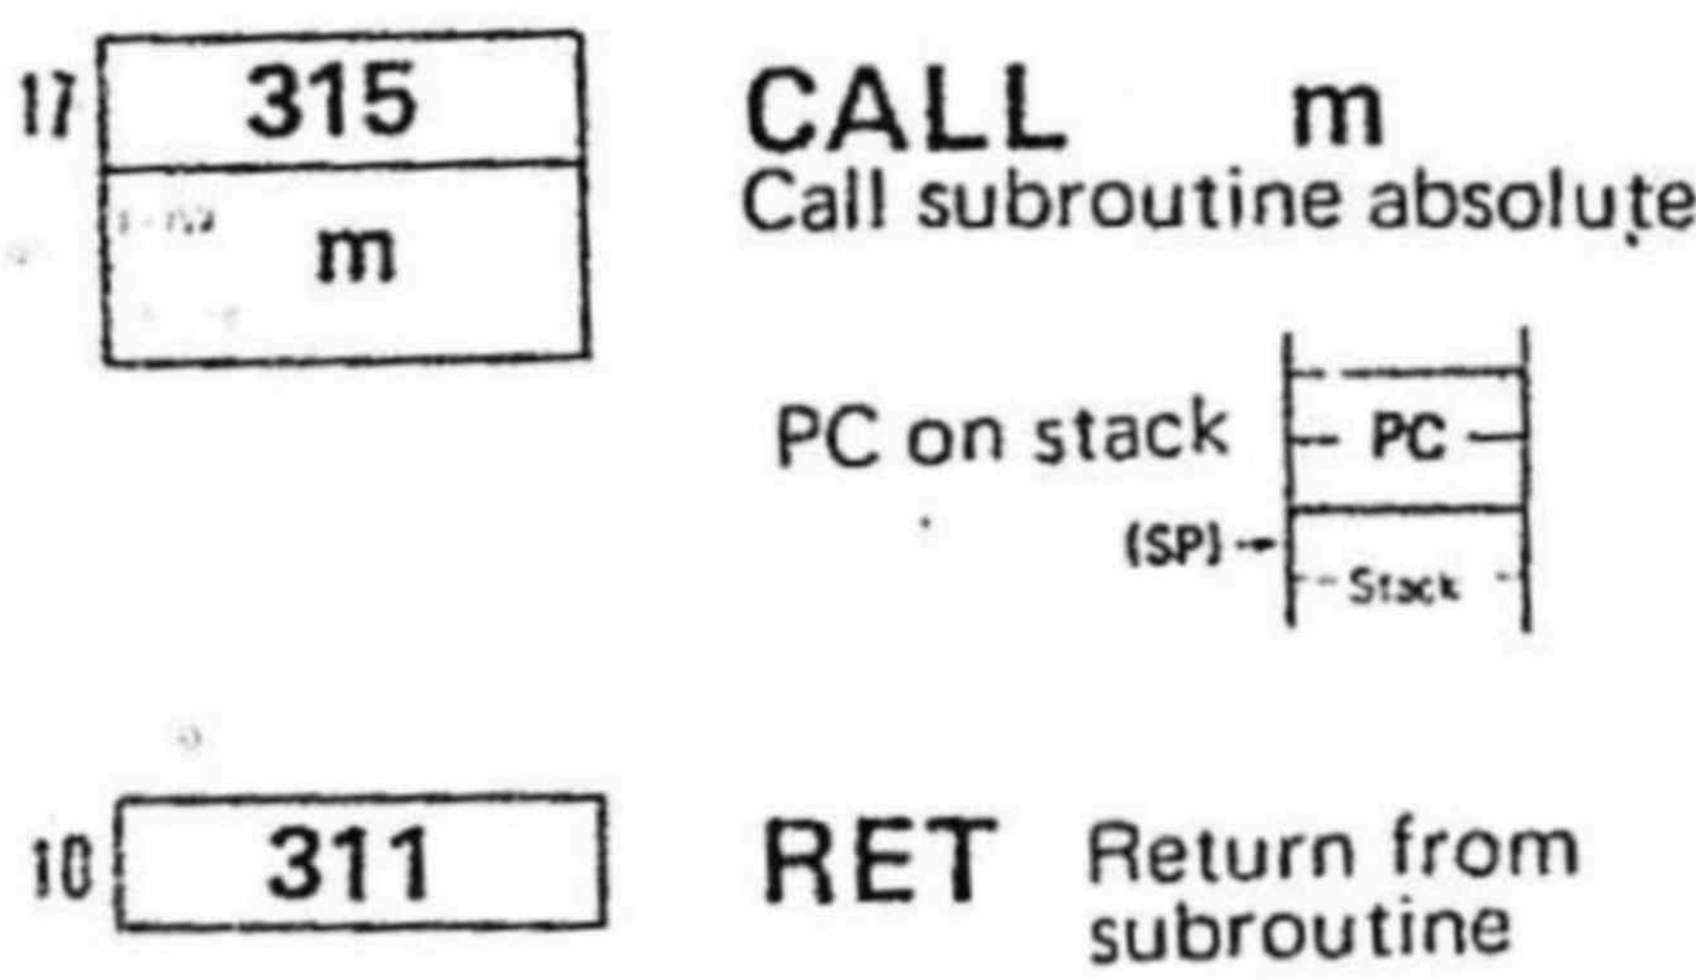 17 315 CALL m
Call subroutine absolute
m
PC on stack PC
(SP)
Stack
10 311 RET Return from
subroutine